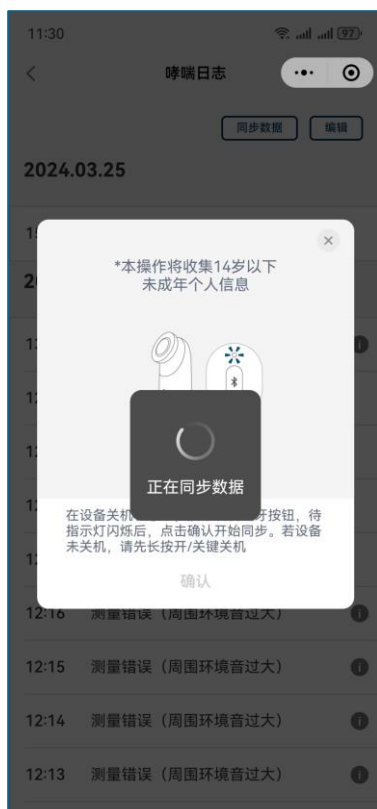 11:30
97
哮喘日志
同步数据 编辑
2024.03.25
*本操作将收集14岁以下
未成年个人信息
正在同步数据
在设备关机
牙按钮，待
指示灯闪烁后，点击确认开始同步。若设备
未关机，请先长按开/关键关机
确认
12:16 测量错误（周围环境音过大）
12:15 测量错误（周围环境音过大）
12:14 测量错误（周围环境音过大）
12:13 测量错误（周围环境音过大）